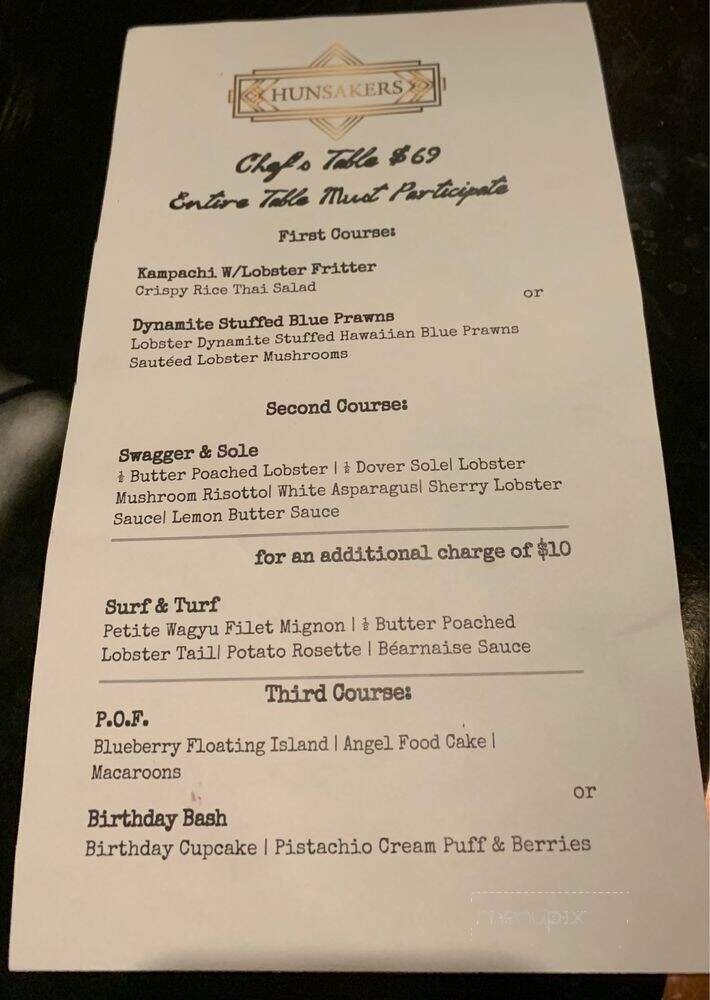 HUNSAKERS
Chef's Table $69
Entire Table Must Participate
First Course:
Kampachi W/Lobster Fritter
Crispy Rice Thai Salad
or
Dynamite Stuffed Blue Prawns
Lobster Dynamite Stuffed Hawaiian Blue Prawns
Sautéed Lobster Mushrooms
Second Course:
Swagger & Sole
½ Butter Poached Lobster | ½ Dover Sole| Lobster
Mushroom Risotto| White Asparagus| Sherry Lobster
Sauce| Lemon Butter Sauce
for an additional charge of $10
Surf & Turf
Petite Wagyu Filet Mignon | ½ Butter Poached
Lobster Tail| Potato Rosette | Béarnaise Sauce
Third Course:
P.O.F.
Blueberry Floating Island | Angel Food Cake |
Macaroons
or
Birthday Bash
Birthday Cupcake | Pistachio Cream Puff & Berries
menupix